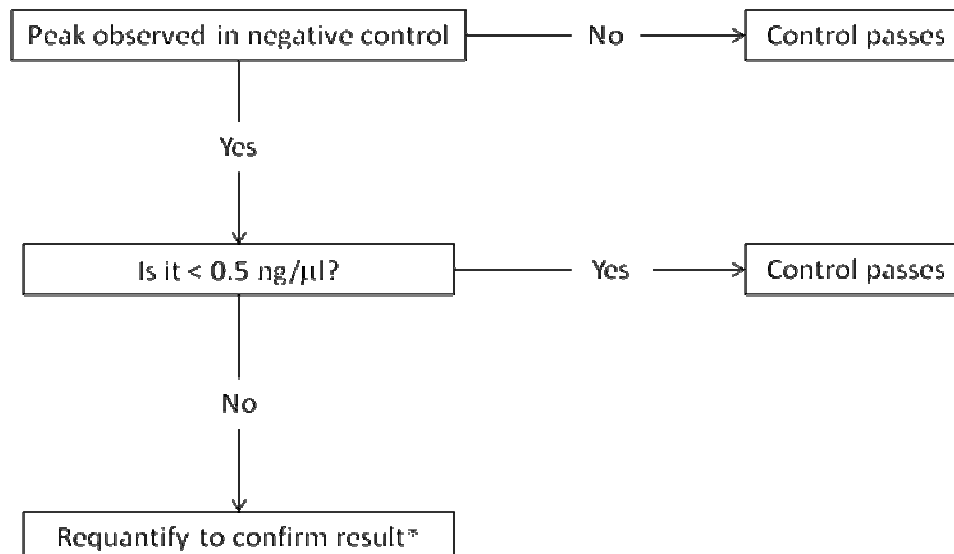 Peak observed in negative control
No
Control passes
Yes
Is it < 0.5 ng/µl?
Yes
Control passes
No
Requantify to confirm result*